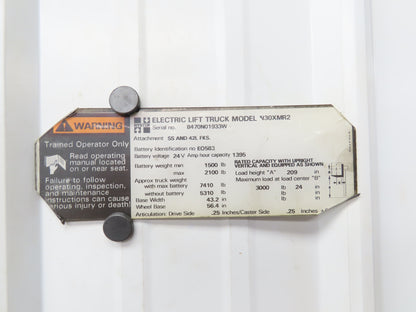 WARNING
Trained Operator Only
Read operating
manual located
on or near seat.
Failure to follow
operating, inspection,
and maintenance
instructions can cause
serious injury or death!
ELECTRIC LIFT TRUCK MODEL N30XMR2
Serial no. B470N01933W
Attachment SS AND 42L FKS.
Battery Identification no E0583
Battery voltage 24 V Amp hour capacity 1395
Battery weight min 1500 lb
max 2100 lb
Approx truck weight
with max battery 7410 lb
without battery 5310 lb
Base Width 43.2 in
Wheel Base 56.4 in
Articulation: Drive Side .25 Inches/Caster Side .25 Inches
RATED CAPACITY WITH UPRIGHT
VERTICAL AND EQUIPPED AS SHOWN
Load height "A" 209 in
Maximum load at load center "B"
3000 lb 24 in